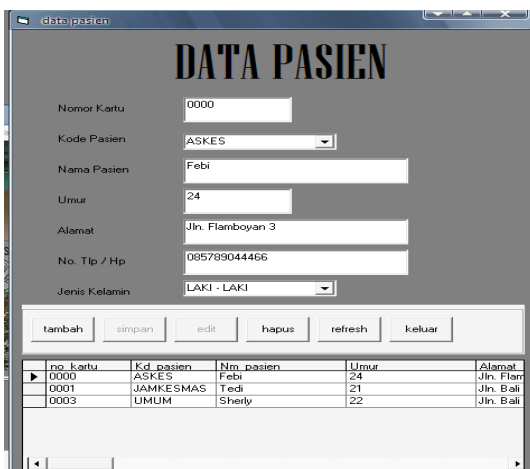 data pasien
DATA PASIEN
Nomor Kartu 0000
Kode Pasien ASKES
Nama Pasien Febi
Umur 24
Alamat Jln. Flamboyan 3
No. Tlp / Hp 085789044466
Jenis Kelamin LAKI - LAKI
tambah simpan edit hapus refresh keluar
no_kartu Kd_pasien Nm_pasien Umur Alamat
0000 ASKES Febi 24 Jln. Flam
0001 JAMKESMAS Tedi 21 Jln. Bali
0003 UMUM Sherly 22 Jln. Bali